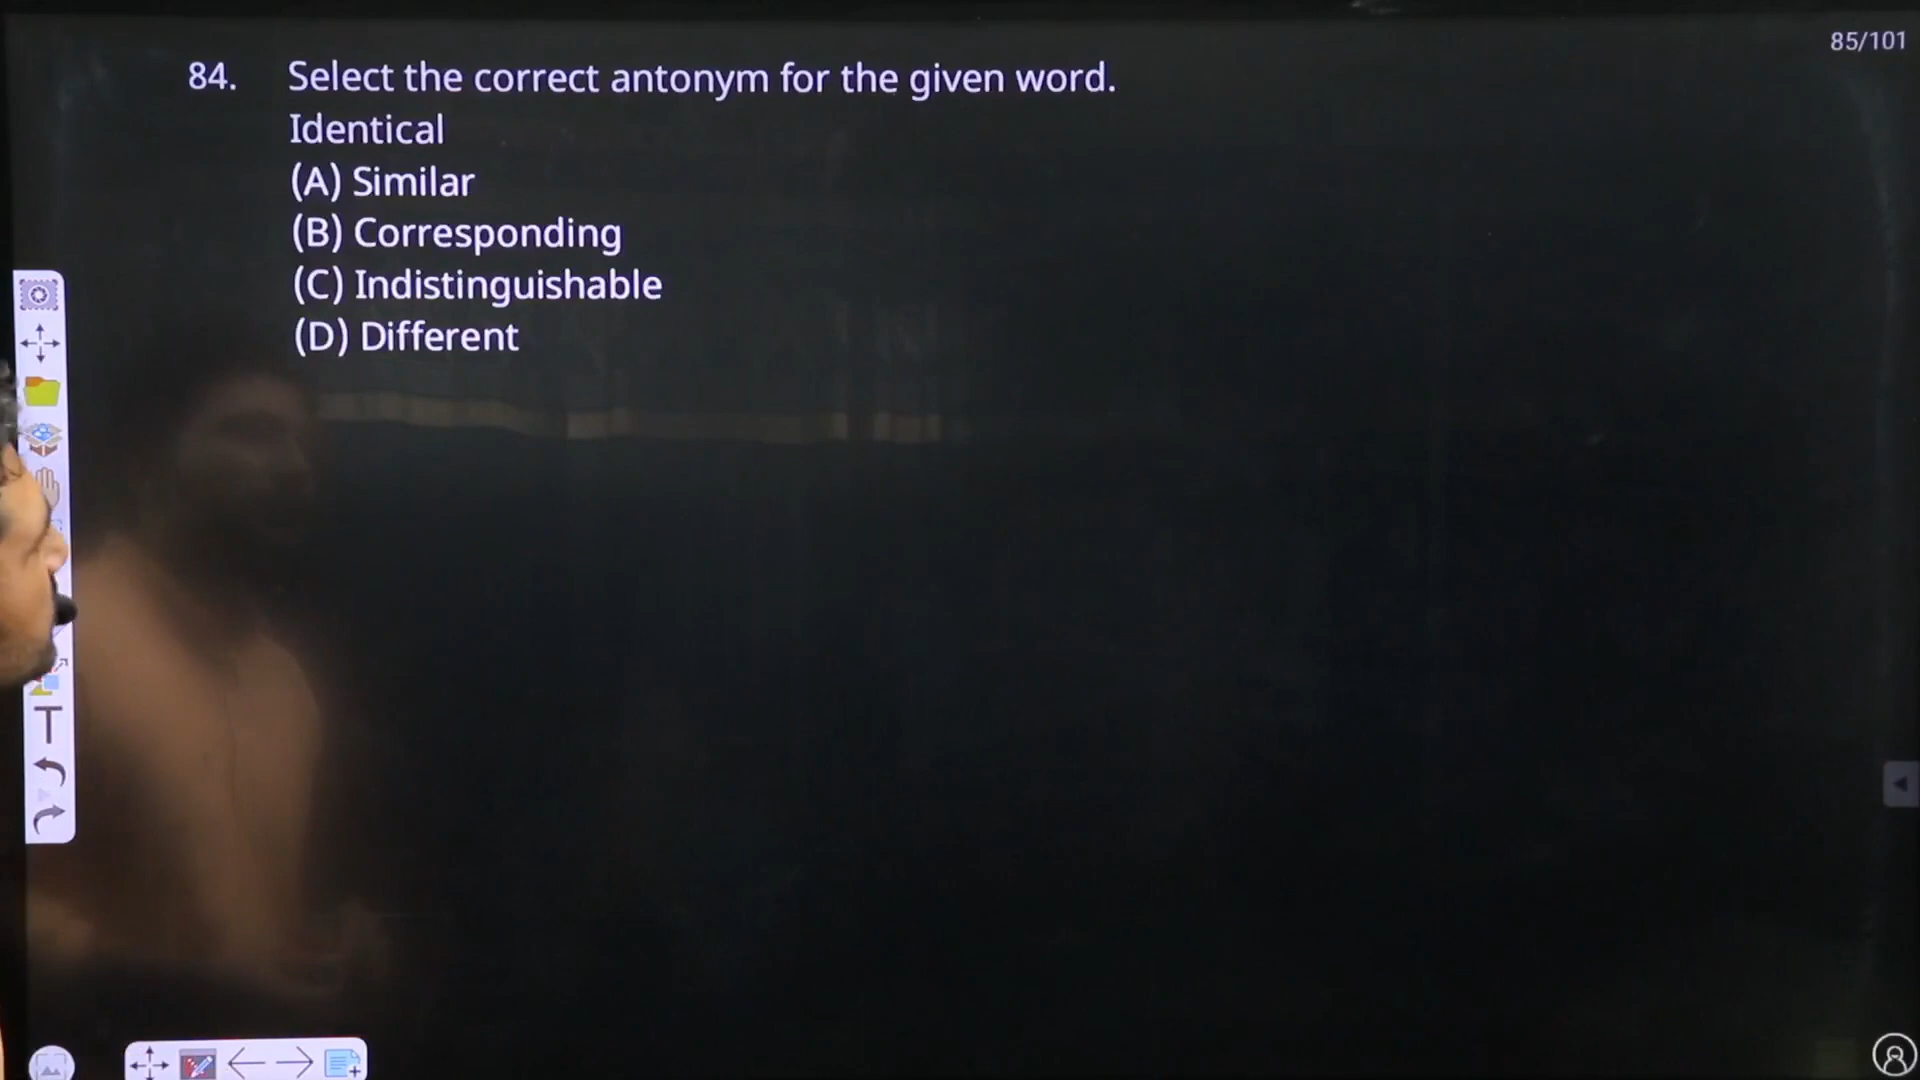 85/101
84. Select the correct antonym for the given word.
Identical
(A) Similar
(B) Corresponding
(C) Indistinguishable
(D) Different
T